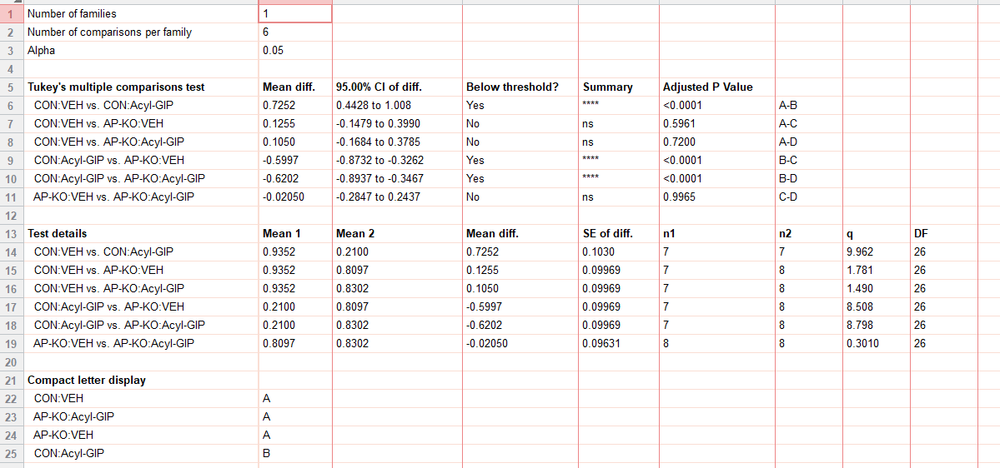 1 Number of families 1
2 Number of comparisons per family 6
3 Alpha 0.05
4
5 Tukey's multiple comparisons test Mean diff. 95.00% CI of diff. Below threshold? Summary Adjusted P Value
6 CON:VEH vs. CON:Acyl-GIP 0.7252 0.4428 to 1.008 Yes **** <0.0001 A-B
7 CON:VEH vs. AP-KO:VEH 0.1255 -0.1479 to 0.3990 No ns 0.5961 A-C
8 CON:VEH vs. AP-KO:Acyl-GIP 0.1050 -0.1684 to 0.3785 No ns 0.7200 A-D
9 CON:Acyl-GIP vs. AP-KO:VEH -0.5997 -0.8732 to -0.3262 Yes **** <0.0001 B-C
10 CON:Acyl-GIP vs. AP-KO:Acyl-GIP -0.6202 -0.8937 to -0.3467 Yes **** <0.0001 B-D
11 AP-KO:VEH vs. AP-KO:Acyl-GIP -0.02050 -0.2847 to 0.2437 No ns 0.9965 C-D
12
13 Test details Mean 1 Mean 2 Mean diff. SE of diff. n1 n2 q DF
14 CON:VEH vs. CON:Acyl-GIP 0.9352 0.2100 0.7252 0.1030 7 7 9.962 26
15 CON:VEH vs. AP-KO:VEH 0.9352 0.8097 0.1255 0.09969 7 8 1.781 26
16 CON:VEH vs. AP-KO:Acyl-GIP 0.9352 0.8302 0.1050 0.09969 7 8 1.490 26
17 CON:Acyl-GIP vs. AP-KO:VEH 0.2100 0.8097 -0.5997 0.09969 7 8 8.508 26
18 CON:Acyl-GIP vs. AP-KO:Acyl-GIP 0.2100 0.8302 -0.6202 0.09969 7 8 8.798 26
19 AP-KO:VEH vs. AP-KO:Acyl-GIP 0.8097 0.8302 -0.02050 0.09631 8 8 0.3010 26
20
21 Compact letter display
22 CON:VEH A
23 AP-KO:Acyl-GIP A
24 AP-KO:VEH A
25 CON:Acyl-GIP B